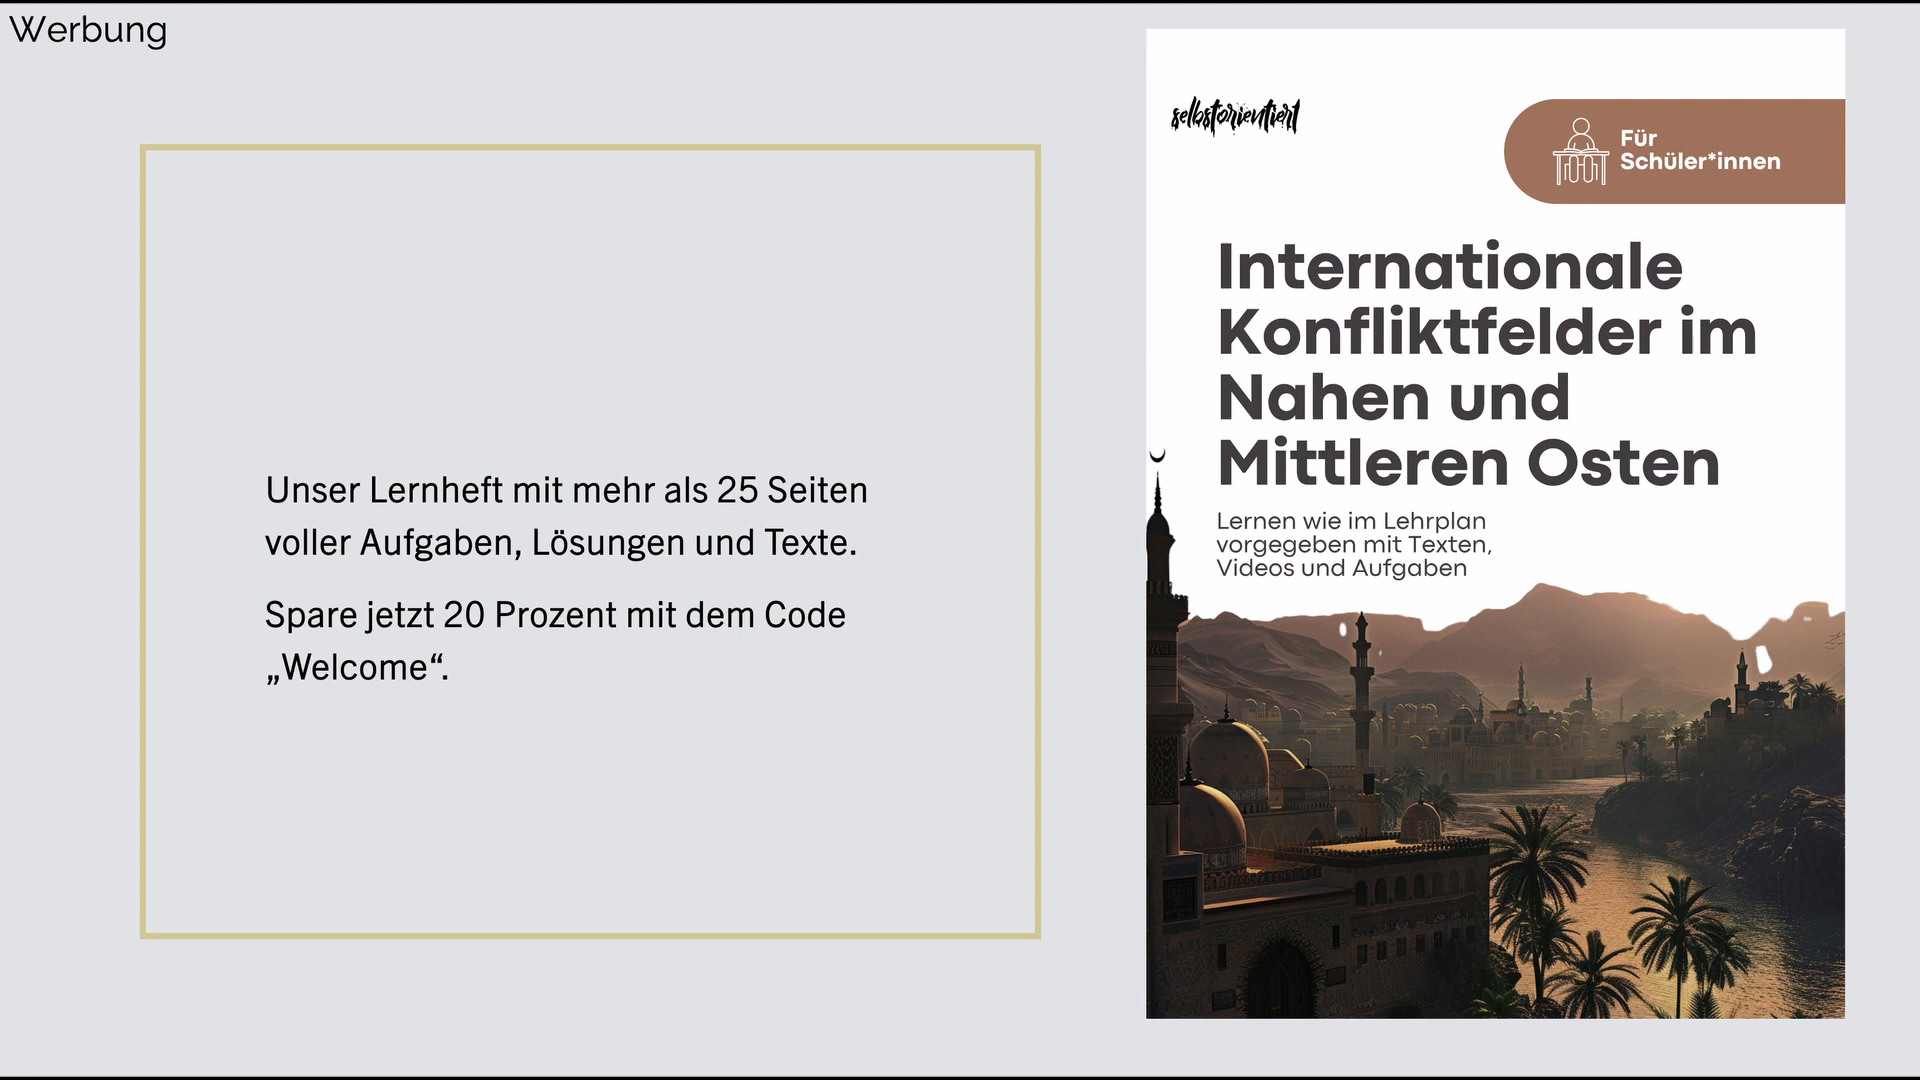 Werbung
Unser Lernheft mit mehr als 25 Seiten
voller Aufgaben, Lösungen und Texte.
Spare jetzt 20 Prozent mit dem Code
„Welcome“.
selbstorientiert
Für
Schüler*innen
Internationale
Konfliktfelder im
Nahen und
Mittleren Osten
Lernen wie im Lehrplan
vorgegeben mit Texten,
Videos und Aufgaben